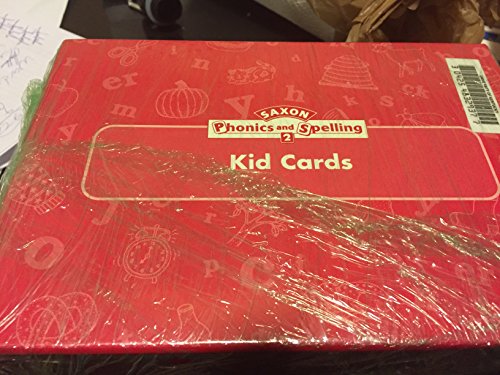 SAXON
Phonics and Spelling
2
Kid Cards